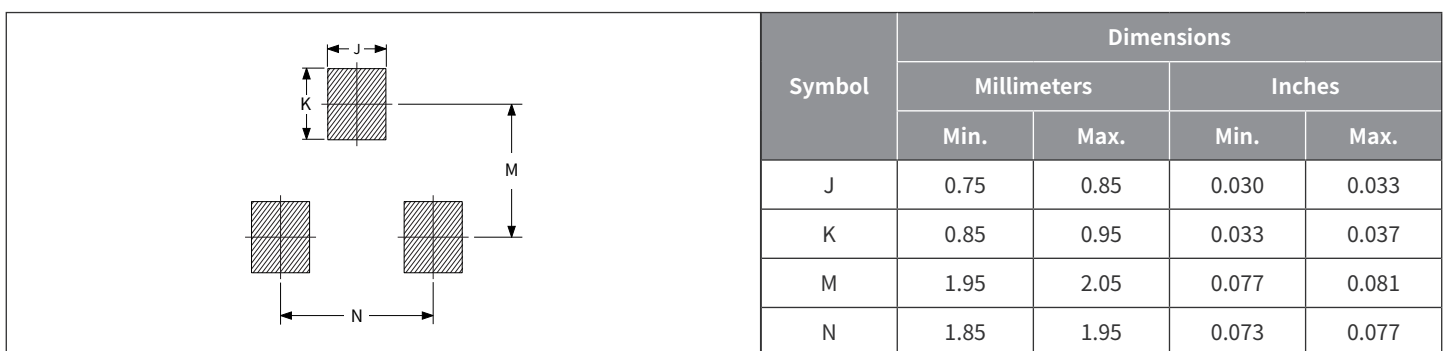 J
K
M
N
Dimensions
Symbol Millimeters Inches
Min. Max. Min. Max.
J 0.75 0.85 0.030 0.033
K 0.85 0.95 0.033 0.037
M 1.95 2.05 0.077 0.081
N 1.85 1.95 0.073 0.077